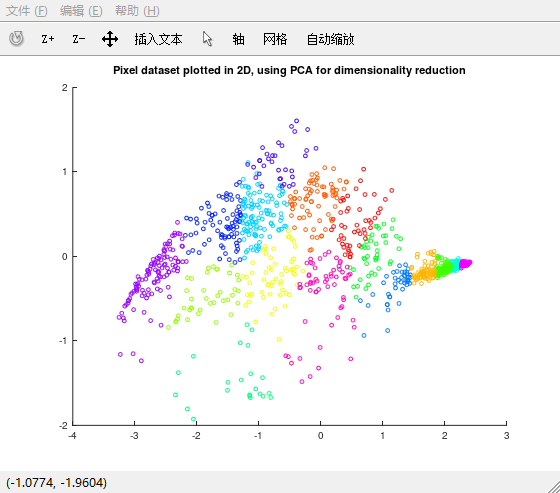 文件 (F) 编辑 (E) 帮助 (H)
Z+ Z− 插入文本 轴 网格 自动缩放
Pixel dataset plotted in 2D, using PCA for dimensionality reduction
2
1
0
-1
-2
-4 -3 -2 -1 0 1 2 3
(-1.0774, -1.9604)